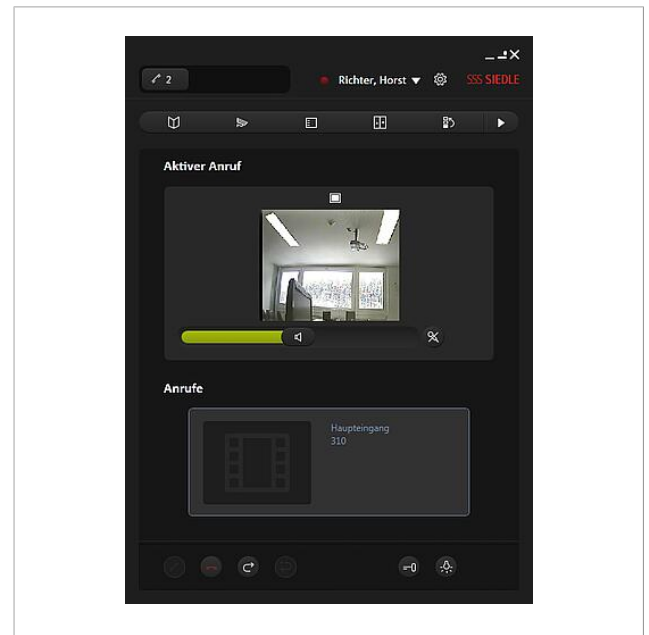 2
Richter, Horst
SSS SIEDLE
Aktiver Anruf
Anrufe
Haupteingang
310